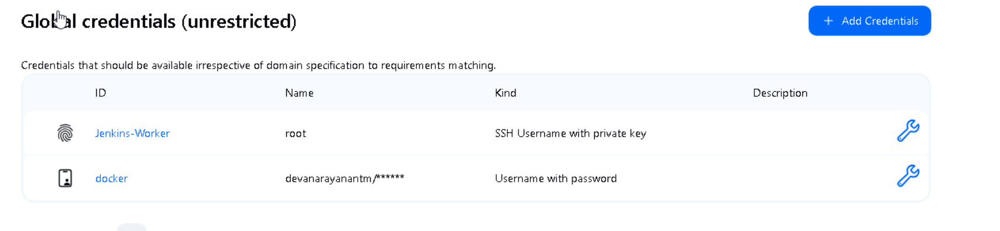 Global credentials (unrestricted)
+ Add Credentials
Credentials that should be available irrespective of domain specification to requirements matching.
ID Name Kind Description
Jenkins-Worker root SSH Username with private key
docker devanarayanantm/****** Username with password